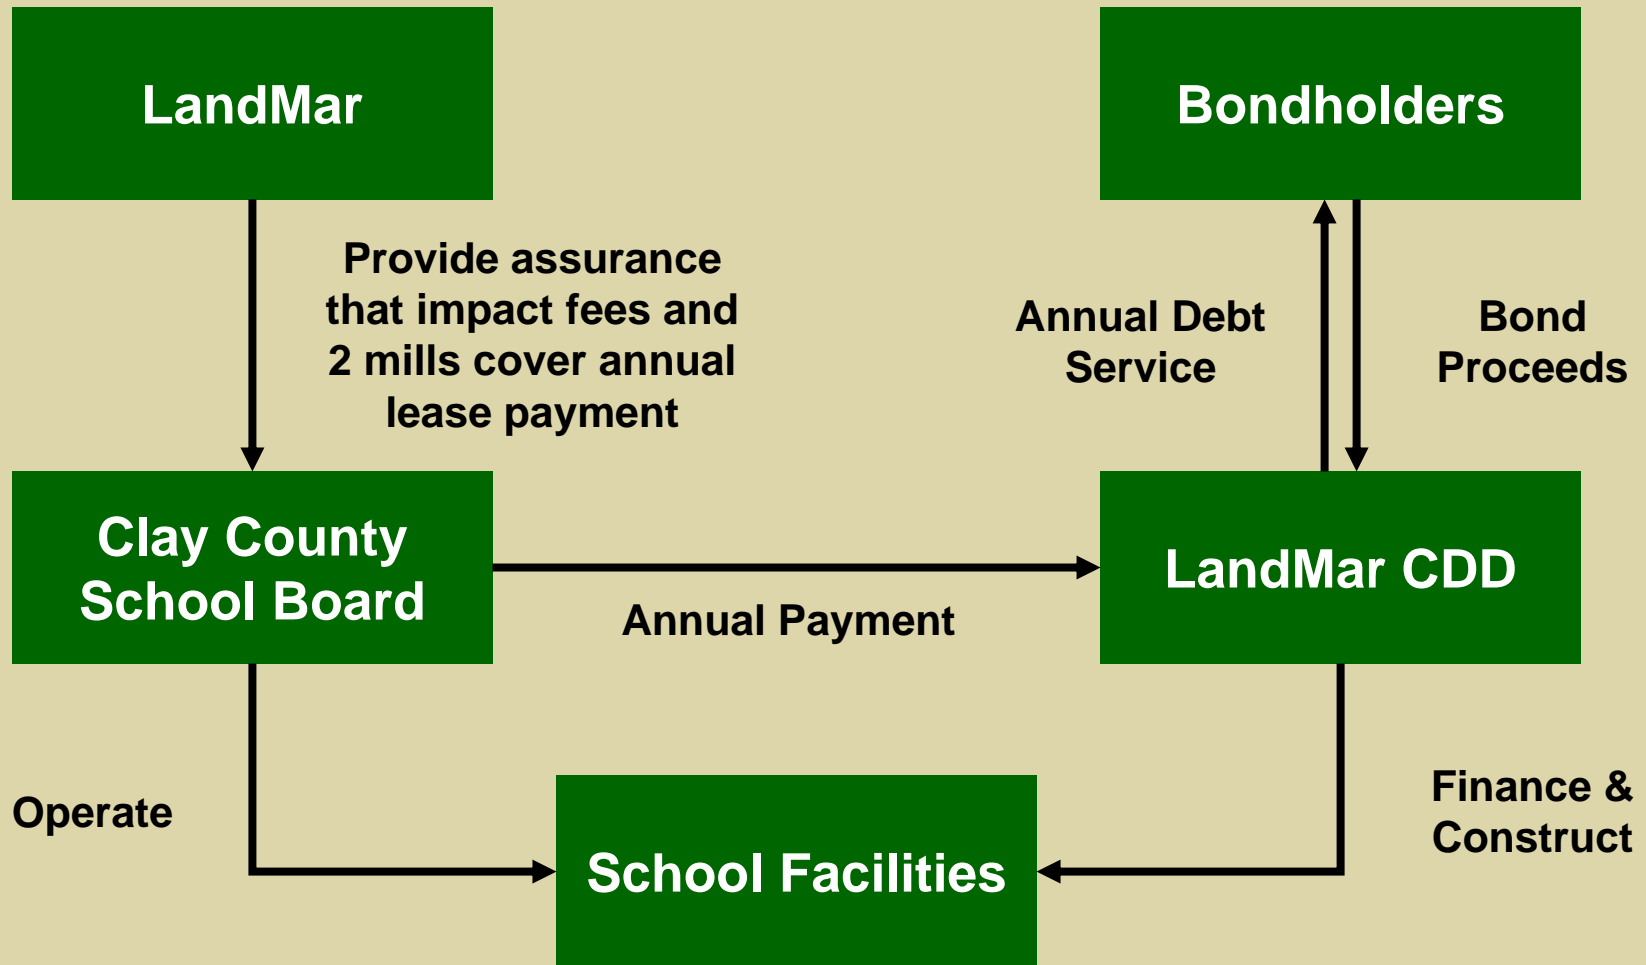 LandMar
Bondholders
Provide assurance
that impact fees and
2 mills cover annual
lease payment
Annual Debt
Service
Bond
Proceeds
Clay County
School Board
LandMar CDD
Annual Payment
Operate
Finance &
Construct
School Facilities